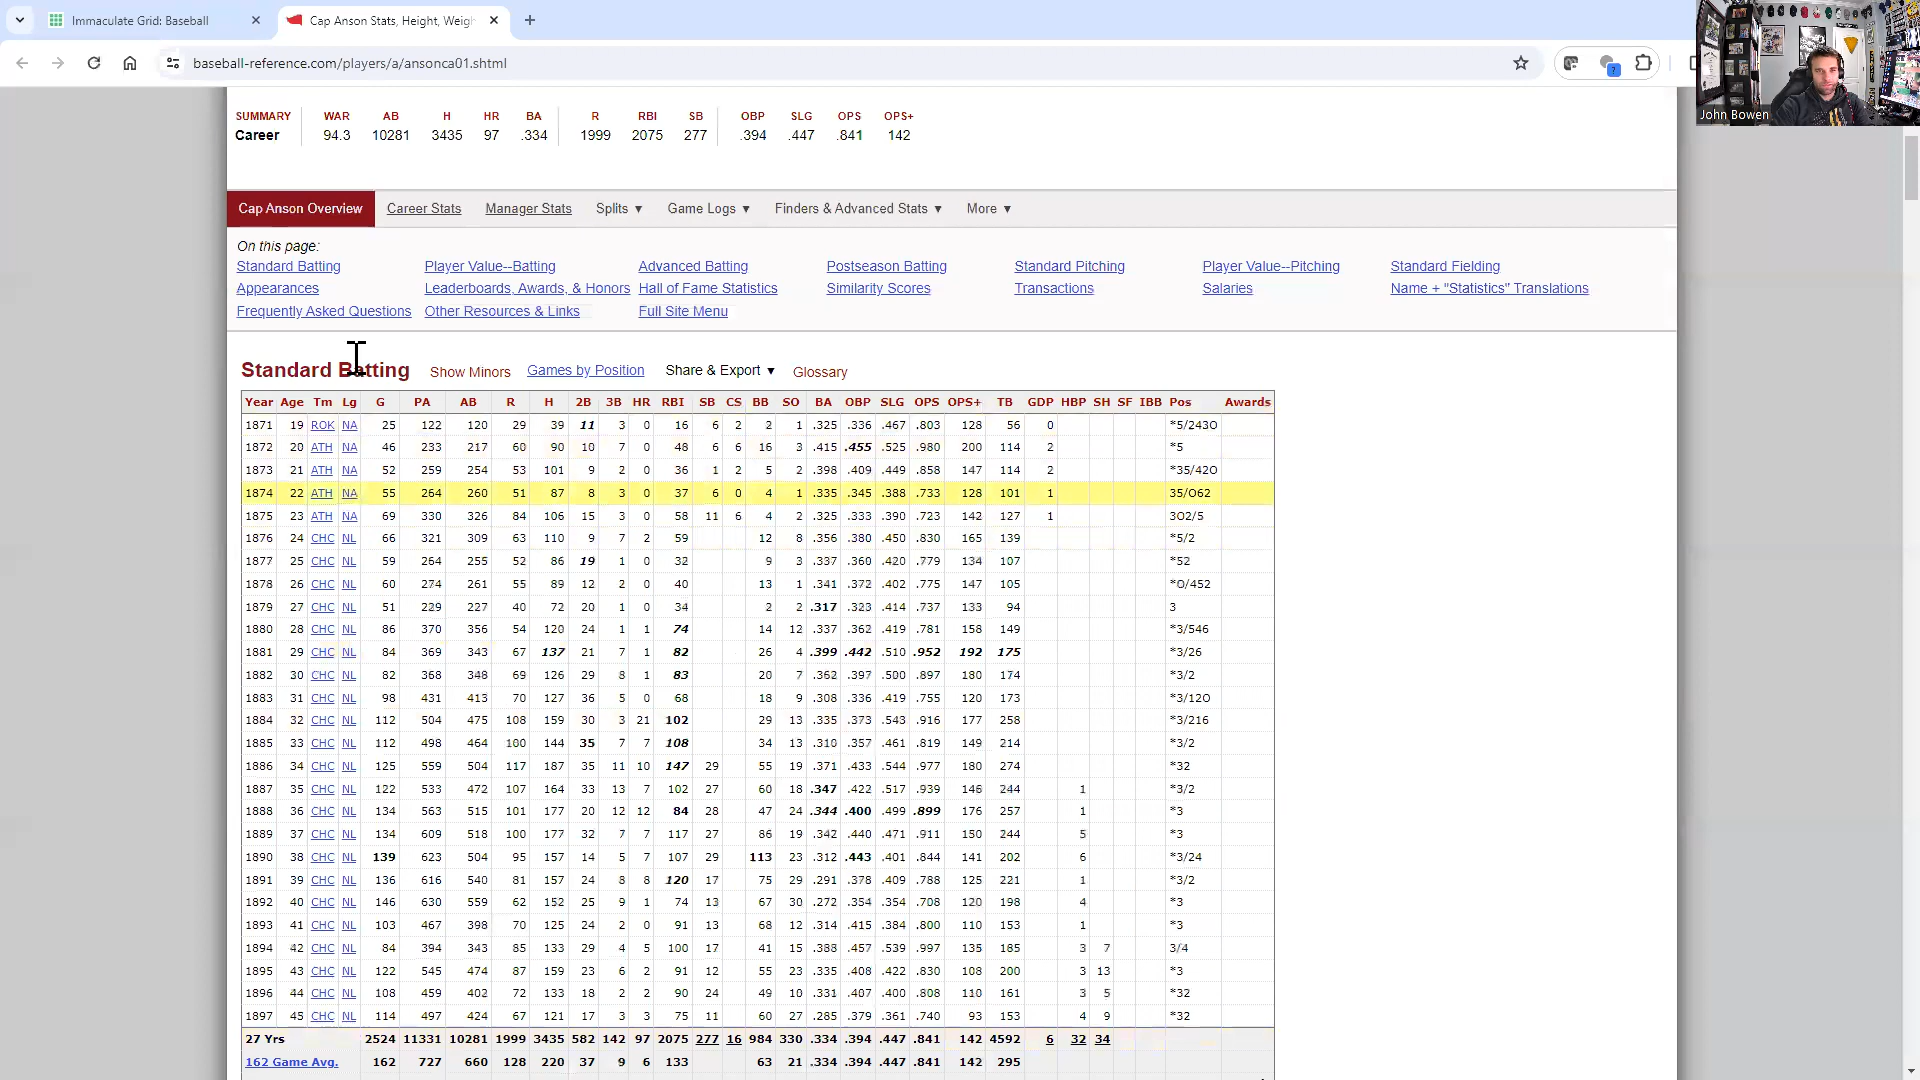 Immaculate Grid: Baseball
Cap Anson Stats, Height, Weigh
baseball-reference.com/players/a/ansonca01.shtml
John Bowen
SUMMARY WAR AB H HR BA R RBI SB OBP SLG OPS OPS+
Career 94.3 10281 3435 97 .334 1999 2075 277 .394 .447 .841 142
Cap Anson Overview Career Stats Manager Stats Splits ▼ Game Logs ▼ Finders & Advanced Stats ▼ More ▼
On this page:
Standard Batting Player Value--Batting Advanced Batting Postseason Batting Standard Pitching Player Value--Pitching Standard Fielding
Appearances Leaderboards, Awards, & Honors Hall of Fame Statistics Similarity Scores Transactions Salaries Name + "Statistics" Translations
Frequently Asked Questions Other Resources & Links Full Site Menu
Standard Batting Show Minors Games by Position Share & Export ▼ Glossary
Year Age Tm Lg G PA AB R H 2B 3B HR RBI SB CS BB SO BA OBP SLG OPS OPS+ TB GDP HBP SH SF IBB Pos Awards
1871 19 ROK NA 25 122 120 29 39 11 3 0 16 6 2 2 1 .325 .336 .467 .803 128 56 0 *5/243O
1872 20 ATH NA 46 233 217 60 90 10 7 0 48 6 6 16 3 .415 .455 .525 .980 200 114 2 *5
1873 21 ATH NA 52 259 254 53 101 9 2 0 36 1 2 5 2 .398 .409 .449 .858 147 114 2 *35/42O
1874 22 ATH NA 55 264 260 51 87 8 3 0 37 6 0 4 1 .335 .345 .388 .733 128 101 1 35/O62
1875 23 ATH NA 69 330 326 84 106 15 3 0 58 11 6 4 2 .325 .333 .390 .723 142 127 1 3O2/5
1876 24 CHC NL 66 321 309 63 110 9 7 2 59 12 8 .356 .380 .450 .830 165 139 *5/2
1877 25 CHC NL 59 264 255 52 86 19 1 0 32 9 3 .337 .360 .420 .779 134 107 *52
1878 26 CHC NL 60 274 261 55 89 12 2 0 40 13 1 .341 .372 .402 .775 147 105 *O/452
1879 27 CHC NL 51 229 227 40 72 20 1 0 34 2 2 .317 .323 .414 .737 133 94 3
1880 28 CHC NL 86 370 356 54 120 24 1 1 74 14 12 .337 .362 .419 .781 158 149 *3/546
1881 29 CHC NL 84 369 343 67 137 21 7 1 82 26 4 .399 .442 .510 .952 192 175 *3/26
1882 30 CHC NL 82 368 348 69 126 29 8 1 83 20 7 .362 .397 .500 .897 180 174 *3/2
1883 31 CHC NL 98 431 413 70 127 36 5 0 68 18 9 .308 .336 .419 .755 120 173 *3/12O
1884 32 CHC NL 112 504 475 108 159 30 3 21 102 29 13 .335 .373 .543 .916 177 258 *3/216
1885 33 CHC NL 112 498 464 100 144 35 7 7 108 34 13 .310 .357 .461 .819 149 214 *3/2
1886 34 CHC NL 125 559 504 117 187 35 11 10 147 29 55 19 .371 .433 .544 .977 180 274 *32
1887 35 CHC NL 122 533 472 107 164 33 13 7 102 27 60 18 .347 .422 .517 .939 146 244 1 *3/2
1888 36 CHC NL 134 563 515 101 177 20 12 12 84 28 47 24 .344 .400 .499 .899 176 257 1 *3
1889 37 CHC NL 134 609 518 100 177 32 7 7 117 27 86 19 .342 .440 .471 .911 150 244 5 *3
1890 38 CHC NL 139 623 504 95 157 14 5 7 107 29 113 23 .312 .443 .401 .844 141 202 6 *3/24
1891 39 CHC NL 136 616 540 81 157 24 8 8 120 17 75 29 .291 .378 .409 .788 125 221 1 *3/2
1892 40 CHC NL 146 630 559 62 152 25 9 1 74 13 67 30 .272 .354 .354 .708 120 198 4 *3
1893 41 CHC NL 103 467 398 70 125 24 2 0 91 13 68 12 .314 .415 .384 .800 110 153 1 *3
1894 42 CHC NL 84 394 343 85 133 29 4 5 100 17 41 15 .388 .457 .539 .997 135 185 3 7 3/4
1895 43 CHC NL 122 545 474 87 159 23 6 2 91 12 55 23 .335 .408 .422 .830 108 200 3 13 *3
1896 44 CHC NL 108 459 402 72 133 18 2 2 90 24 49 10 .331 .407 .400 .808 110 161 3 5 *32
1897 45 CHC NL 114 497 424 67 121 17 3 3 75 11 60 27 .285 .379 .361 .740 93 153 4 9 *32
27 Yrs 2524 11331 10281 1999 3435 582 142 97 2075 277 16 984 330 .334 .394 .447 .841 142 4592 6 32 34
162 Game Avg. 162 727 660 128 220 37 9 6 133 63 21 .334 .394 .447 .841 142 295